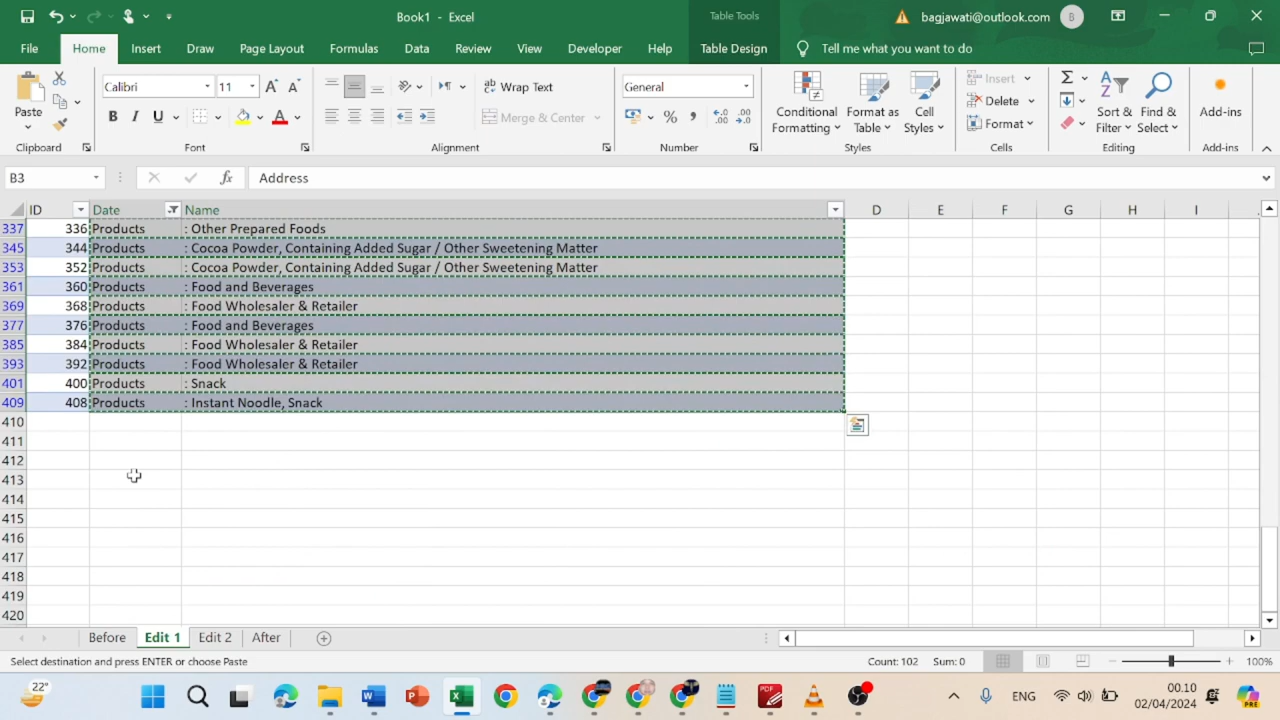 Book1 - Excel
Table Tools
bagjawati@outlook.com
B
File Home Insert Draw Page Layout Formulas Data Review View Developer Help Table Design Tell me what you want to do
Paste
Clipboard
Calibri 11
B I U A
Font
Wrap Text
Merge & Center
Alignment
General
% ,
Number
Conditional Formatting
Format as Table
Cell Styles
Styles
Insert
Delete
Format
Cells
Sort & Filter
Find & Select
Editing
Add-ins
Add-ins
B3 fx Address
ID Date Name D E F G H I
337 336 Products : Other Prepared Foods
345 344 Products : Cocoa Powder, Containing Added Sugar / Other Sweetening Matter
353 352 Products : Cocoa Powder, Containing Added Sugar / Other Sweetening Matter
361 360 Products : Food and Beverages
369 368 Products : Food Wholesaler & Retailer
377 376 Products : Food and Beverages
385 384 Products : Food Wholesaler & Retailer
393 392 Products : Food Wholesaler & Retailer
401 400 Products : Snack
409 408 Products : Instant Noodle, Snack
410
411
412
413
414
415
416
417
418
419
420
Before Edit 1 Edit 2 After
Select destination and press ENTER or choose Paste Count: 102 Sum: 0 100%
22° ENG 00.10
02/04/2024
PRE